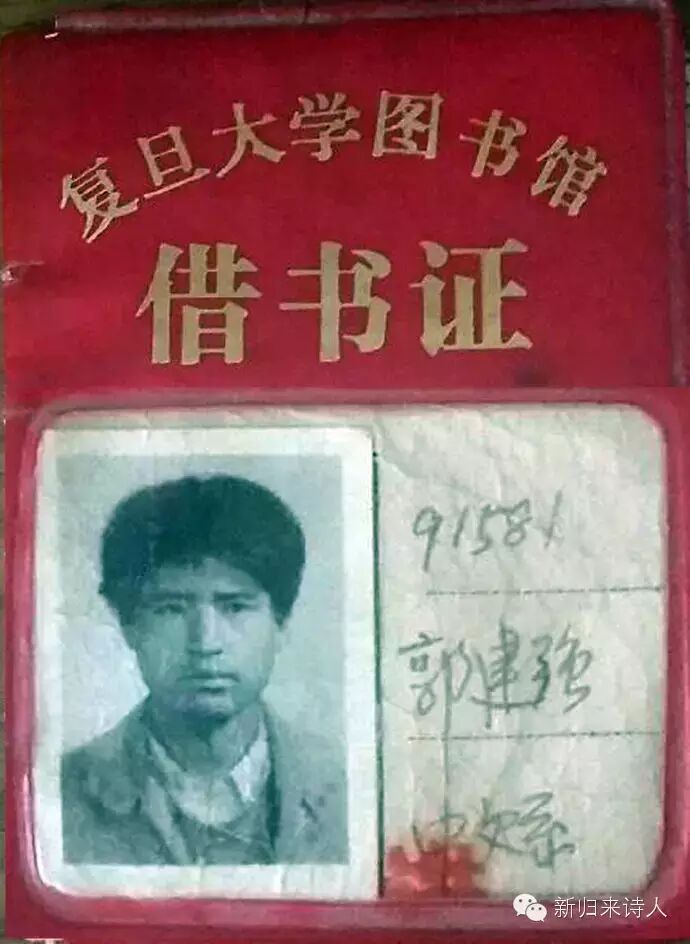 复旦大学图书馆
借书证
91581
郭建强
中文系
新归来诗人